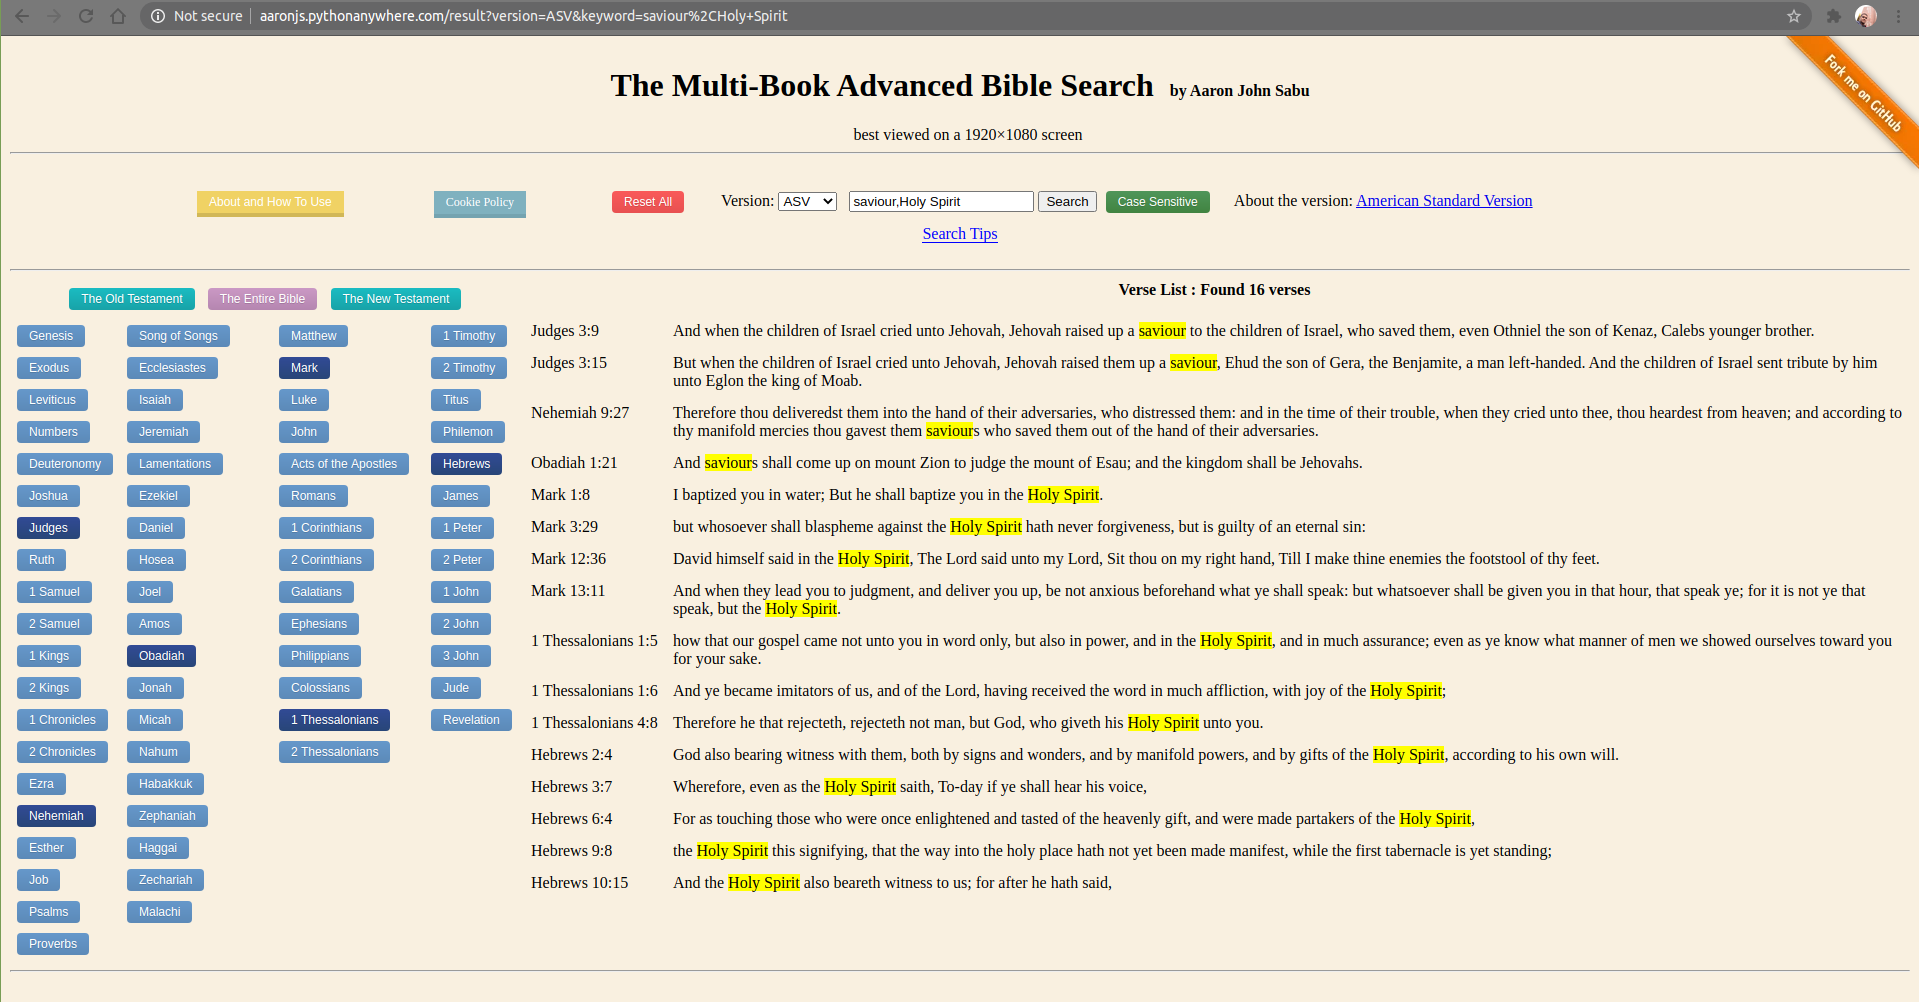 Not secure | aaronjs.pythonanywhere.com/result?version=ASV&keyword=saviour%2CHoly+Spirit
Fork me on GitHub
The Multi-Book Advanced Bible Search by Aaron John Sabu
best viewed on a 1920×1080 screen
About and How To Use Cookie Policy Reset All Version: ASV saviour,Holy Spirit Search Case Sensitive About the version: American Standard Version
Search Tips
The Old Testament The Entire Bible The New Testament
Genesis Song of Songs Matthew 1 Timothy
Exodus Ecclesiastes Mark 2 Timothy
Leviticus Isaiah Luke Titus
Numbers Jeremiah John Philemon
Deuteronomy Lamentations Acts of the Apostles Hebrews
Joshua Ezekiel Romans James
Judges Daniel 1 Corinthians 1 Peter
Ruth Hosea 2 Corinthians 2 Peter
1 Samuel Joel Galatians 1 John
2 Samuel Amos Ephesians 2 John
1 Kings Obadiah Philippians 3 John
2 Kings Jonah Colossians Jude
1 Chronicles Micah 1 Thessalonians Revelation
2 Chronicles Nahum 2 Thessalonians
Ezra Habakkuk
Nehemiah Zephaniah
Esther Haggai
Job Zechariah
Psalms Malachi
Proverbs
Verse List : Found 16 verses
Judges 3:9 And when the children of Israel cried unto Jehovah, Jehovah raised up a saviour to the children of Israel, who saved them, even Othniel the son of Kenaz, Calebs younger brother.
Judges 3:15 But when the children of Israel cried unto Jehovah, Jehovah raised them up a saviour, Ehud the son of Gera, the Benjamite, a man left-handed. And the children of Israel sent tribute by him
unto Eglon the king of Moab.
Nehemiah 9:27 Therefore thou deliveredst them into the hand of their adversaries, who distressed them: and in the time of their trouble, when they cried unto thee, thou heardest from heaven; and according to
thy manifold mercies thou gavest them saviours who saved them out of the hand of their adversaries.
Obadiah 1:21 And saviours shall come up on mount Zion to judge the mount of Esau; and the kingdom shall be Jehovahs.
Mark 1:8 I baptized you in water; But he shall baptize you in the Holy Spirit.
Mark 3:29 but whosoever shall blaspheme against the Holy Spirit hath never forgiveness, but is guilty of an eternal sin:
Mark 12:36 David himself said in the Holy Spirit, The Lord said unto my Lord, Sit thou on my right hand, Till I make thine enemies the footstool of thy feet.
Mark 13:11 And when they lead you to judgment, and deliver you up, be not anxious beforehand what ye shall speak: but whatsoever shall be given you in that hour, that speak ye; for it is not ye that
speak, but the Holy Spirit.
1 Thessalonians 1:5 how that our gospel came not unto you in word only, but also in power, and in the Holy Spirit, and in much assurance; even as ye know what manner of men we showed ourselves toward you
for your sake.
1 Thessalonians 1:6 And ye became imitators of us, and of the Lord, having received the word in much affliction, with joy of the Holy Spirit;
1 Thessalonians 4:8 Therefore he that rejecteth, rejecteth not man, but God, who giveth his Holy Spirit unto you.
Hebrews 2:4 God also bearing witness with them, both by signs and wonders, and by manifold powers, and by gifts of the Holy Spirit, according to his own will.
Hebrews 3:7 Wherefore, even as the Holy Spirit saith, To-day if ye shall hear his voice,
Hebrews 6:4 For as touching those who were once enlightened and tasted of the heavenly gift, and were made partakers of the Holy Spirit,
Hebrews 9:8 the Holy Spirit this signifying, that the way into the holy place hath not yet been made manifest, while the first tabernacle is yet standing;
Hebrews 10:15 And the Holy Spirit also beareth witness to us; for after he hath said,